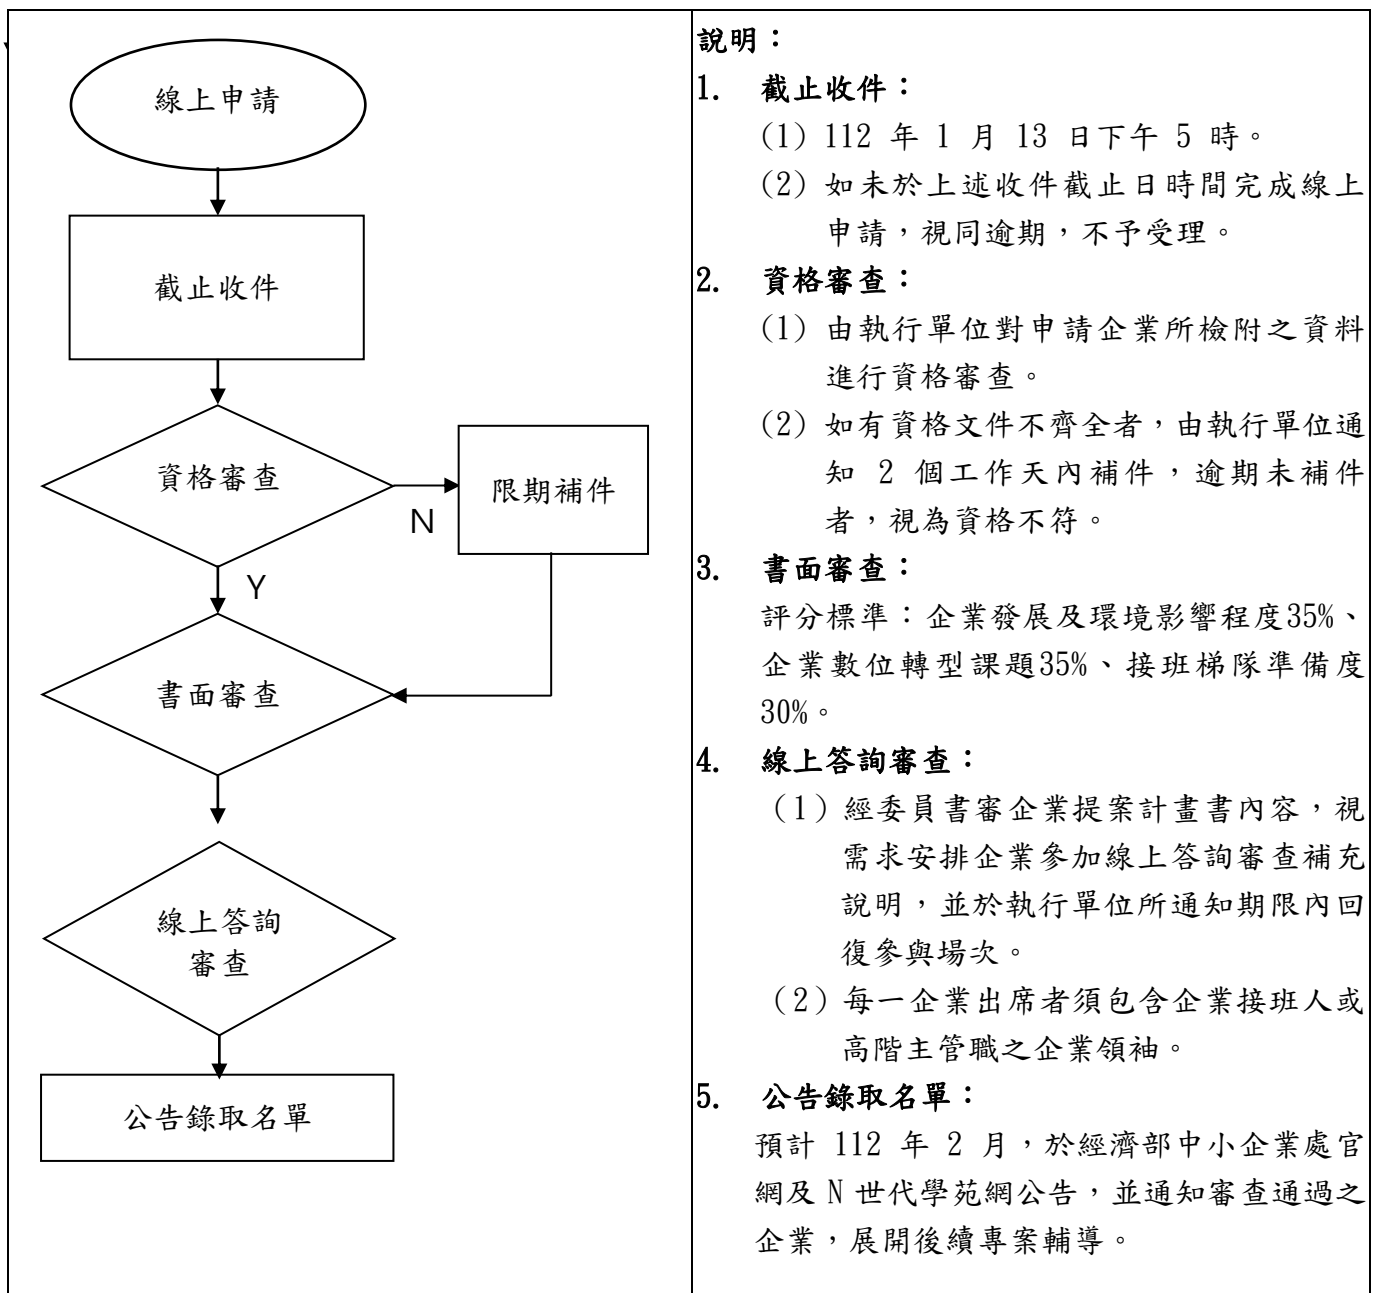 線上申請
截止收件
資格審查
N
限期補件
Y
書面審查
線上答詢
審查
公告錄取名單
說明：
1. 截止收件：
(1) 112 年 1 月 13 日下午 5 時。
(2) 如未於上述收件截止日時間完成線上
申請，視同逾期，不予受理。
2. 資格審查：
(1) 由執行單位對申請企業所檢附之資料
進行資格審查。
(2) 如有資格文件不齊全者，由執行單位通
知 2 個工作天內補件，逾期未補件
者，視為資格不符。
3. 書面審查：
評分標準：企業發展及環境影響程度35%、
企業數位轉型課題35%、接班梯隊準備度
30%。
4. 線上答詢審查：
（1）經委員書審企業提案計畫書內容，視
需求安排企業參加線上答詢審查補充
說明，並於執行單位所通知期限內回
復參與場次。
（2）每一企業出席者須包含企業接班人或
高階主管職之企業領袖。
5. 公告錄取名單：
預計 112 年 2 月，於經濟部中小企業處官
網及 N 世代學苑網公告，並通知審查通過之
企業，展開後續專案輔導。